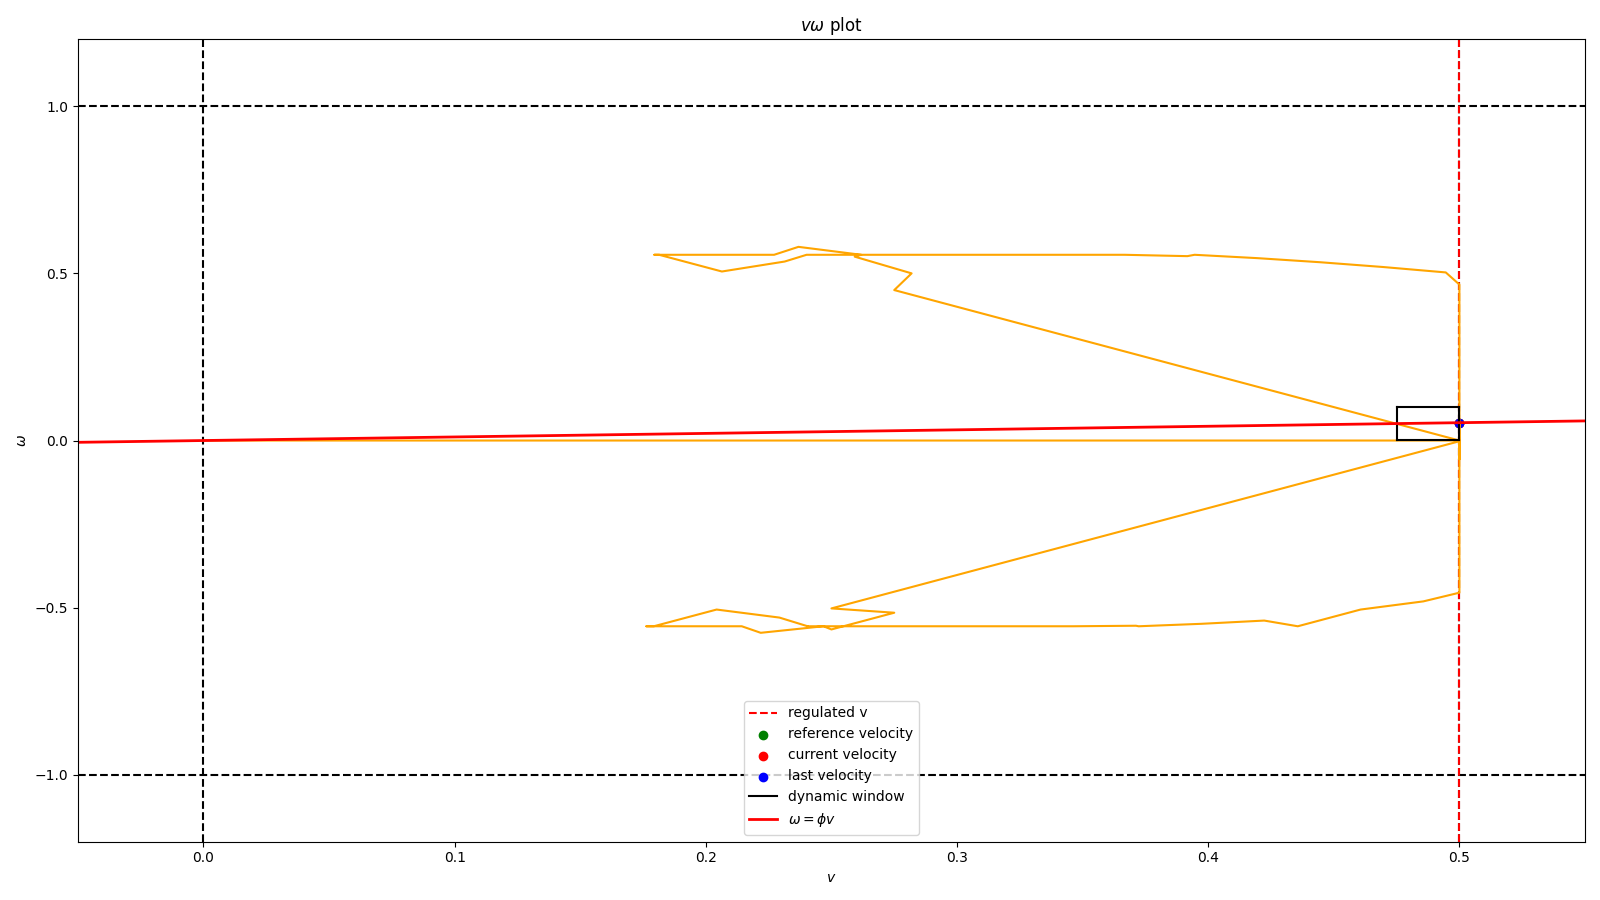 vω plot
1.0
0.5
0.0
−0.5
−1.0
ω
regulated v
reference velocity
current velocity
last velocity
dynamic window
ω = ϕv
0.0 0.1 0.2 0.3 0.4 0.5
v